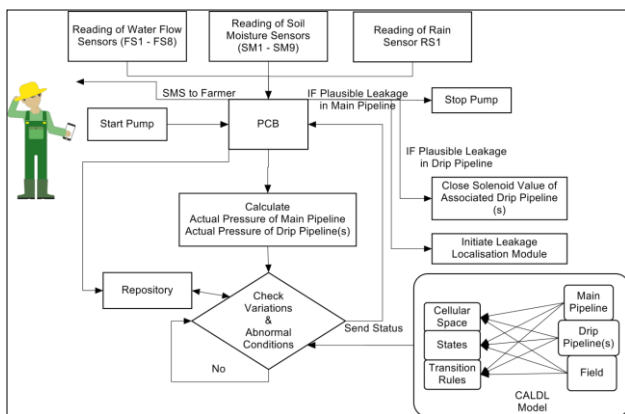 Reading of Water Flow
Sensors (FS1 - FS8)
Reading of Soil
Moisture Sensors
(SM1 - SM9)
Reading of Rain
Sensor RS1
SMS to Farmer
IF Plausible Leakage
in Main Pipeline
Stop Pump
Start Pump
PCB
IF Plausible Leakage
in Drip Pipeline
Close Solenoid Value of
Associated Drip Pipeline
(s)
Calculate
Actual Pressure of Main Pipeline
Actual Pressure of Drip Pipeline(s)
Initiate Leakage
Localisation Module
Repository
Check
Variations
&
Abnormal
Conditions
Send Status
No
Cellular
Space
States
Transition
Rules
Main
Pipeline
Drip
Pipeline(s)
Field
CALDL
Model